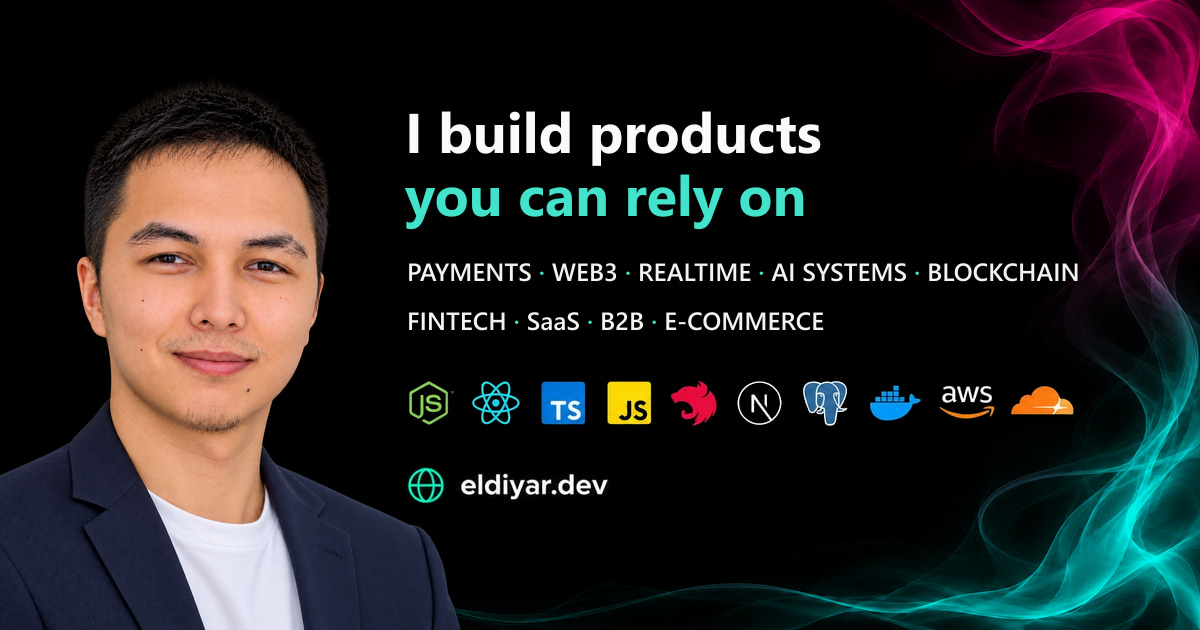 I build products
you can rely on
PAYMENTS · WEB3 · REALTIME · AI SYSTEMS · BLOCKCHAIN
FINTECH · SaaS · B2B · E-COMMERCE
JS TS JS N aws
eldiyar.dev